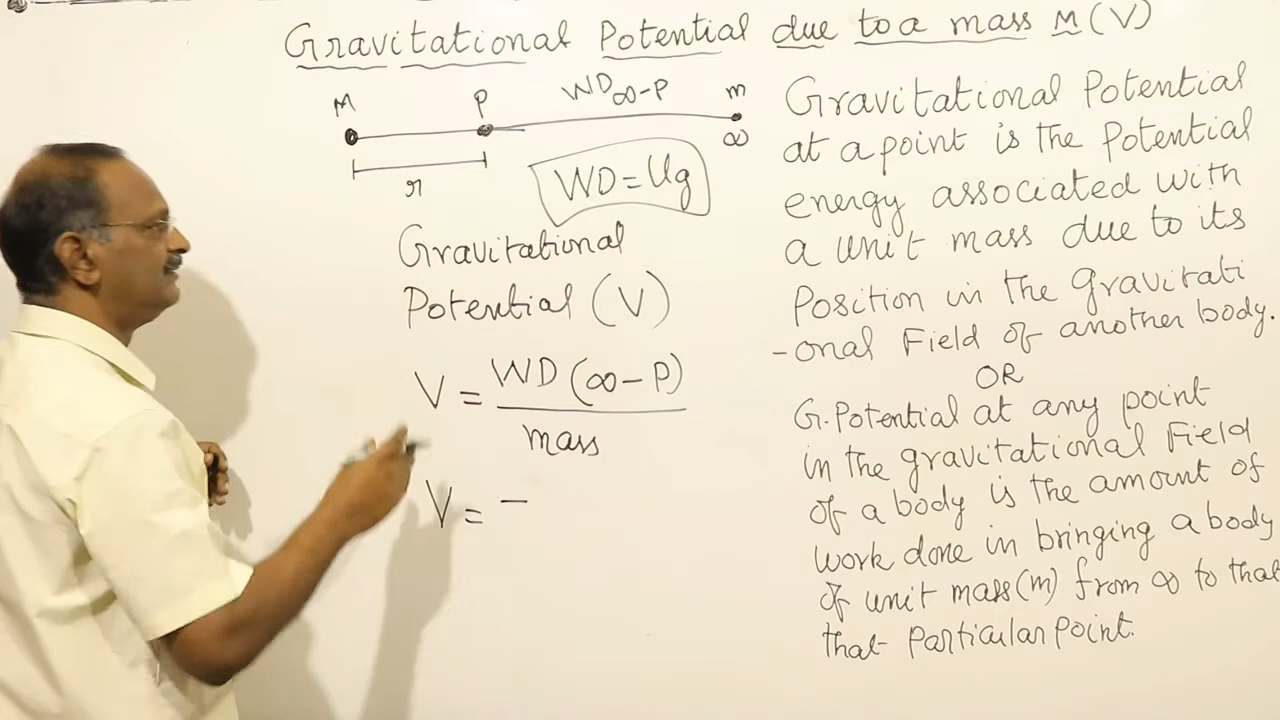 Gravitational Potential due to a mass M (V)
M P WD∞-P m
∞
r
WD = Ug
Gravitational
Potential (V)
V = WD (∞-P)
mass
V = -
Gravitational Potential
at a point is the Potential
energy associated with
a unit mass due to its
Position in the gravitati
-onal Field of another body.
OR
G. Potential at any point
in the gravitational Field
of a body is the amount of
work done in bringing a body
of unit mass(m) from ∞ to that
that particular point.